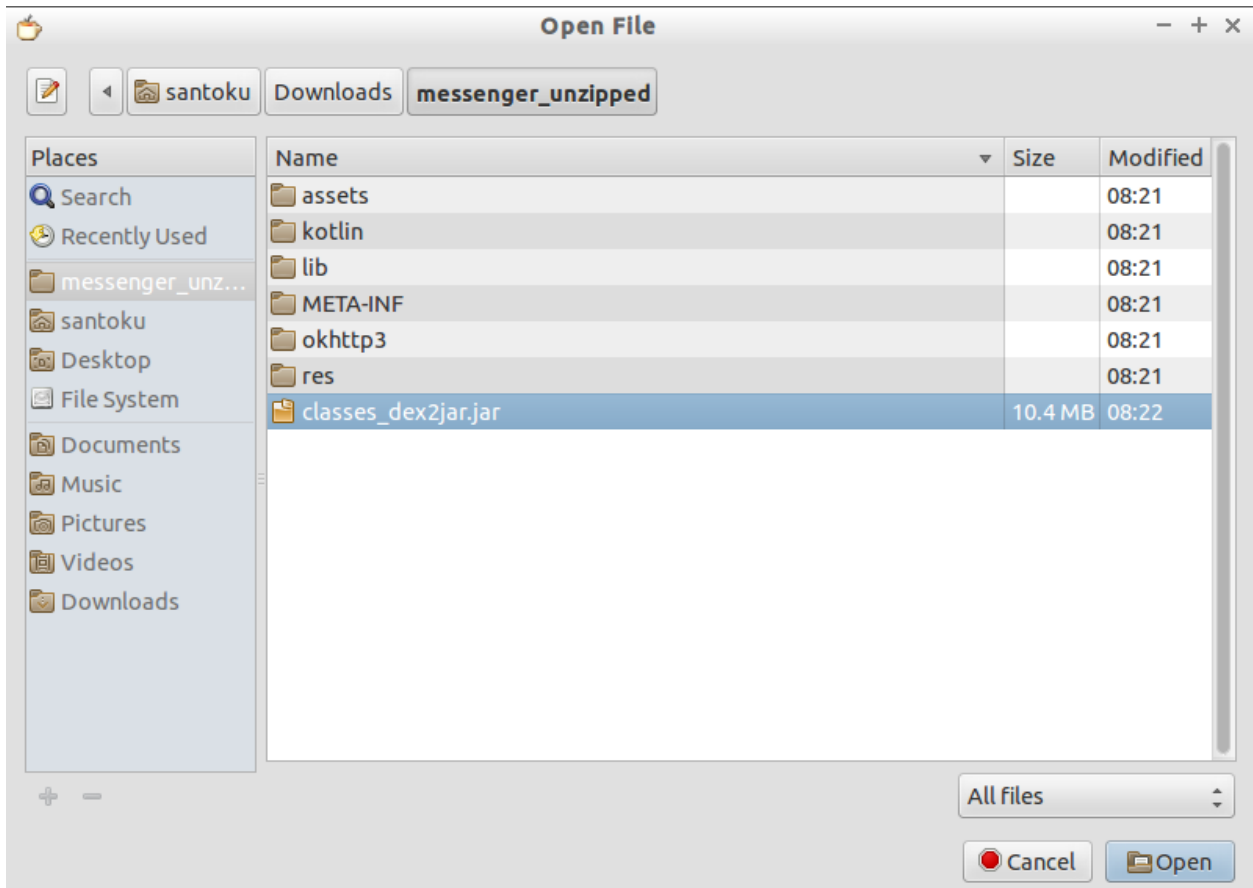 Open File
santoku Downloads messenger_unzipped
Places
Search
Recently Used
messenger_unz...
santoku
Desktop
File System
Documents
Music
Pictures
Videos
Downloads
Name Size Modified
assets 08:21
kotlin 08:21
lib 08:21
META-INF 08:21
okhttp3 08:21
res 08:21
classes_dex2jar.jar 10.4 MB 08:22
All files
Cancel Open